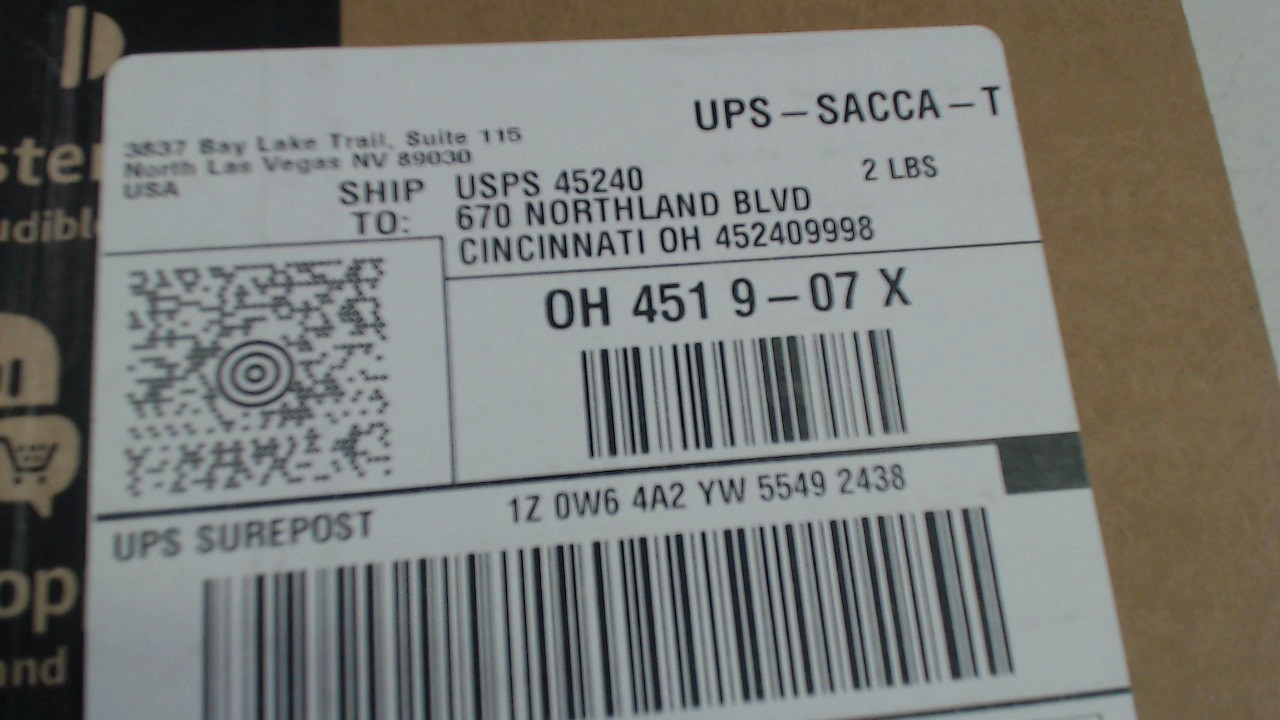 UPS – SACCA – T
3837 Bay Lake Trail, Suite 115
North Las Vegas NV 89030
USA
SHIP TO:
USPS 45240
2 LBS
670 NORTHLAND BLVD
CINCINNATI OH 452409998
OH 451 9 – 07 X
UPS SUREPOST
1Z 0W6 4A2 YW 5549 2438